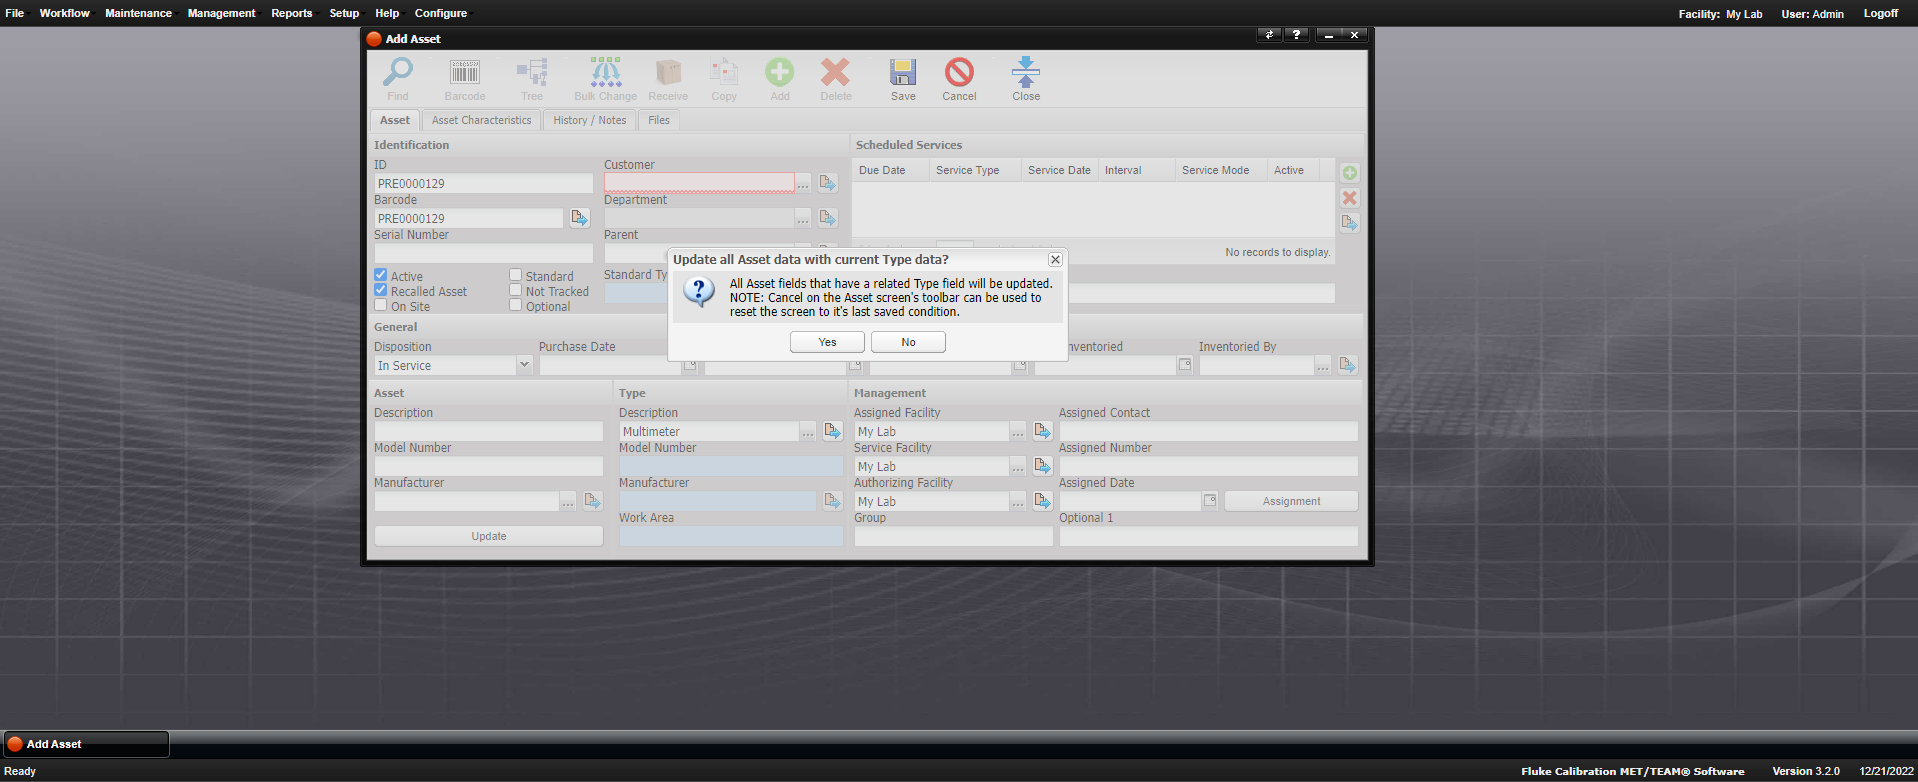 File Workflow Maintenance Management Reports Setup Help Configure Facility: My Lab User: Admin Logoff
Add Asset
Find Barcode Tree Bulk Change Receive Copy Add Delete Save Cancel Close
Asset Asset Characteristics History / Notes Files
Identification Scheduled Services
ID Customer
Due Date Service Type Service Date Interval Service Mode Active
PRE0000129
Barcode Department
PRE0000129
Serial Number Parent
No records to display.
Update all Asset data with current Type data?
Active Standard Standard Ty
All Asset fields that have a related Type field will be updated.
Recalled Asset Not Tracked
NOTE: Cancel on the Asset screen's toolbar can be used to
On Site Optional
reset the screen to it's last saved condition.
General
Yes No
Disposition Purchase Date nventoried Inventoried By
In Service
Asset Type Management
Description Description Assigned Facility Assigned Contact
Multimeter My Lab
Model Number Model Number Service Facility Assigned Number
My Lab
Manufacturer Manufacturer Authorizing Facility Assigned Date
My Lab Assignment
Work Area Group Optional 1
Update
Add Asset
Ready Fluke Calibration MET/TEAM® Software Version 3.2.0 12/21/2022